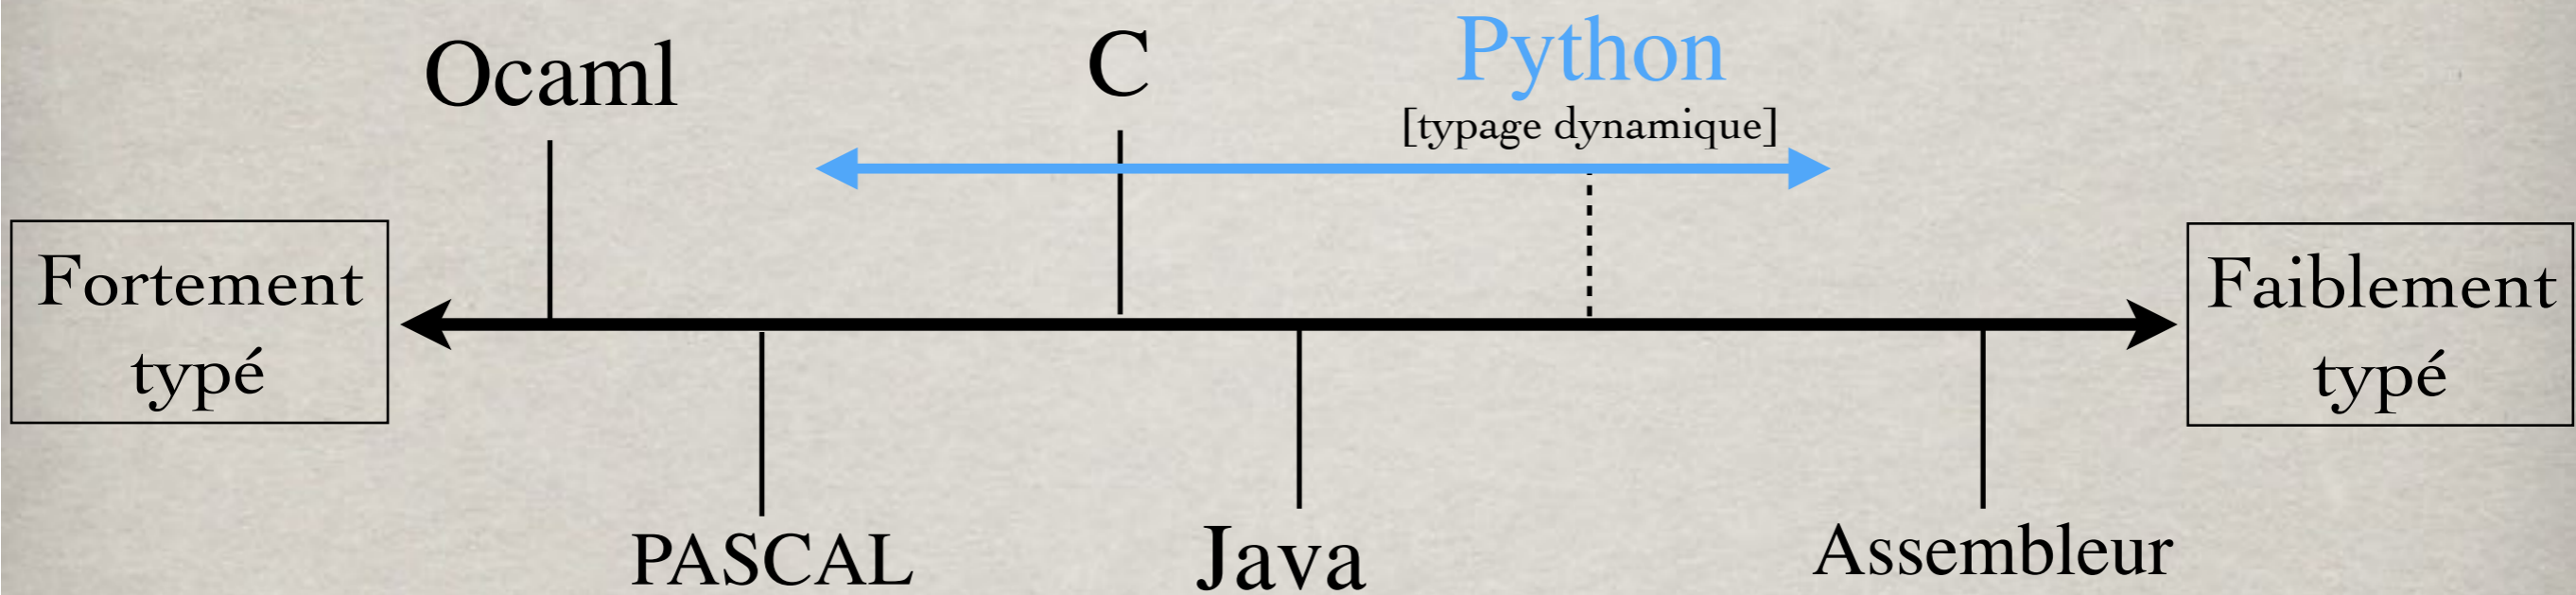 Ocaml
C
Python
[typage dynamique]
Fortement
typé
Faiblement
typé
PASCAL
Java
Assembleur